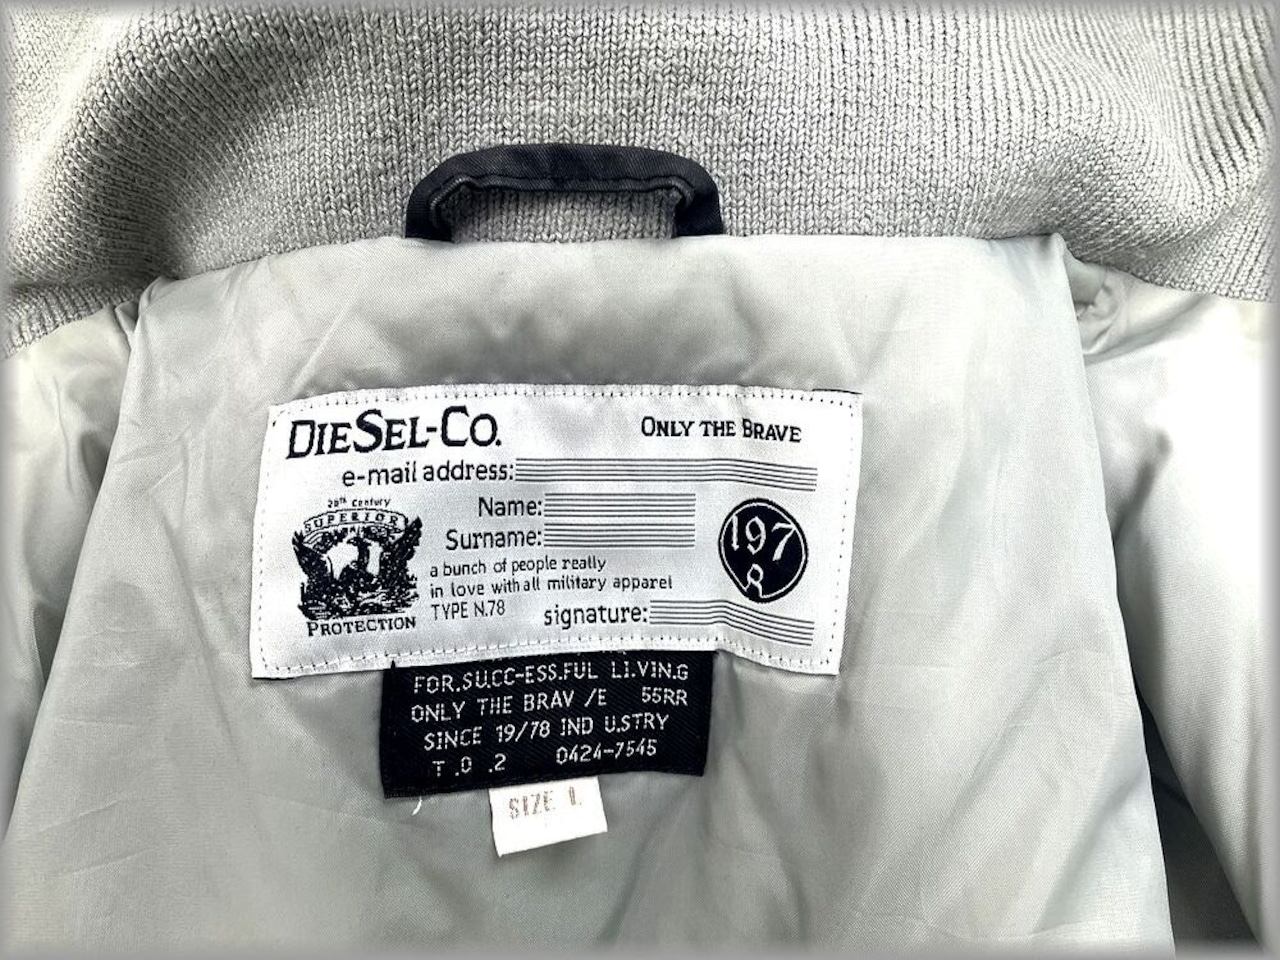 DIESEL-CO. ONLY THE BRAVE
e-mail address:
20th Century
SUPERIOR
PROTECTION
Name:
Surname:
a bunch of people really
in love with all military apparel
TYPE N.78
signature:
197
8
FOR.SU.CC-ESS.FUL LI.VIN.G
ONLY THE BRAV /E 55RR
SINCE 19/78 IND U.STRY
T .O .2 0424-7545
SIZE L